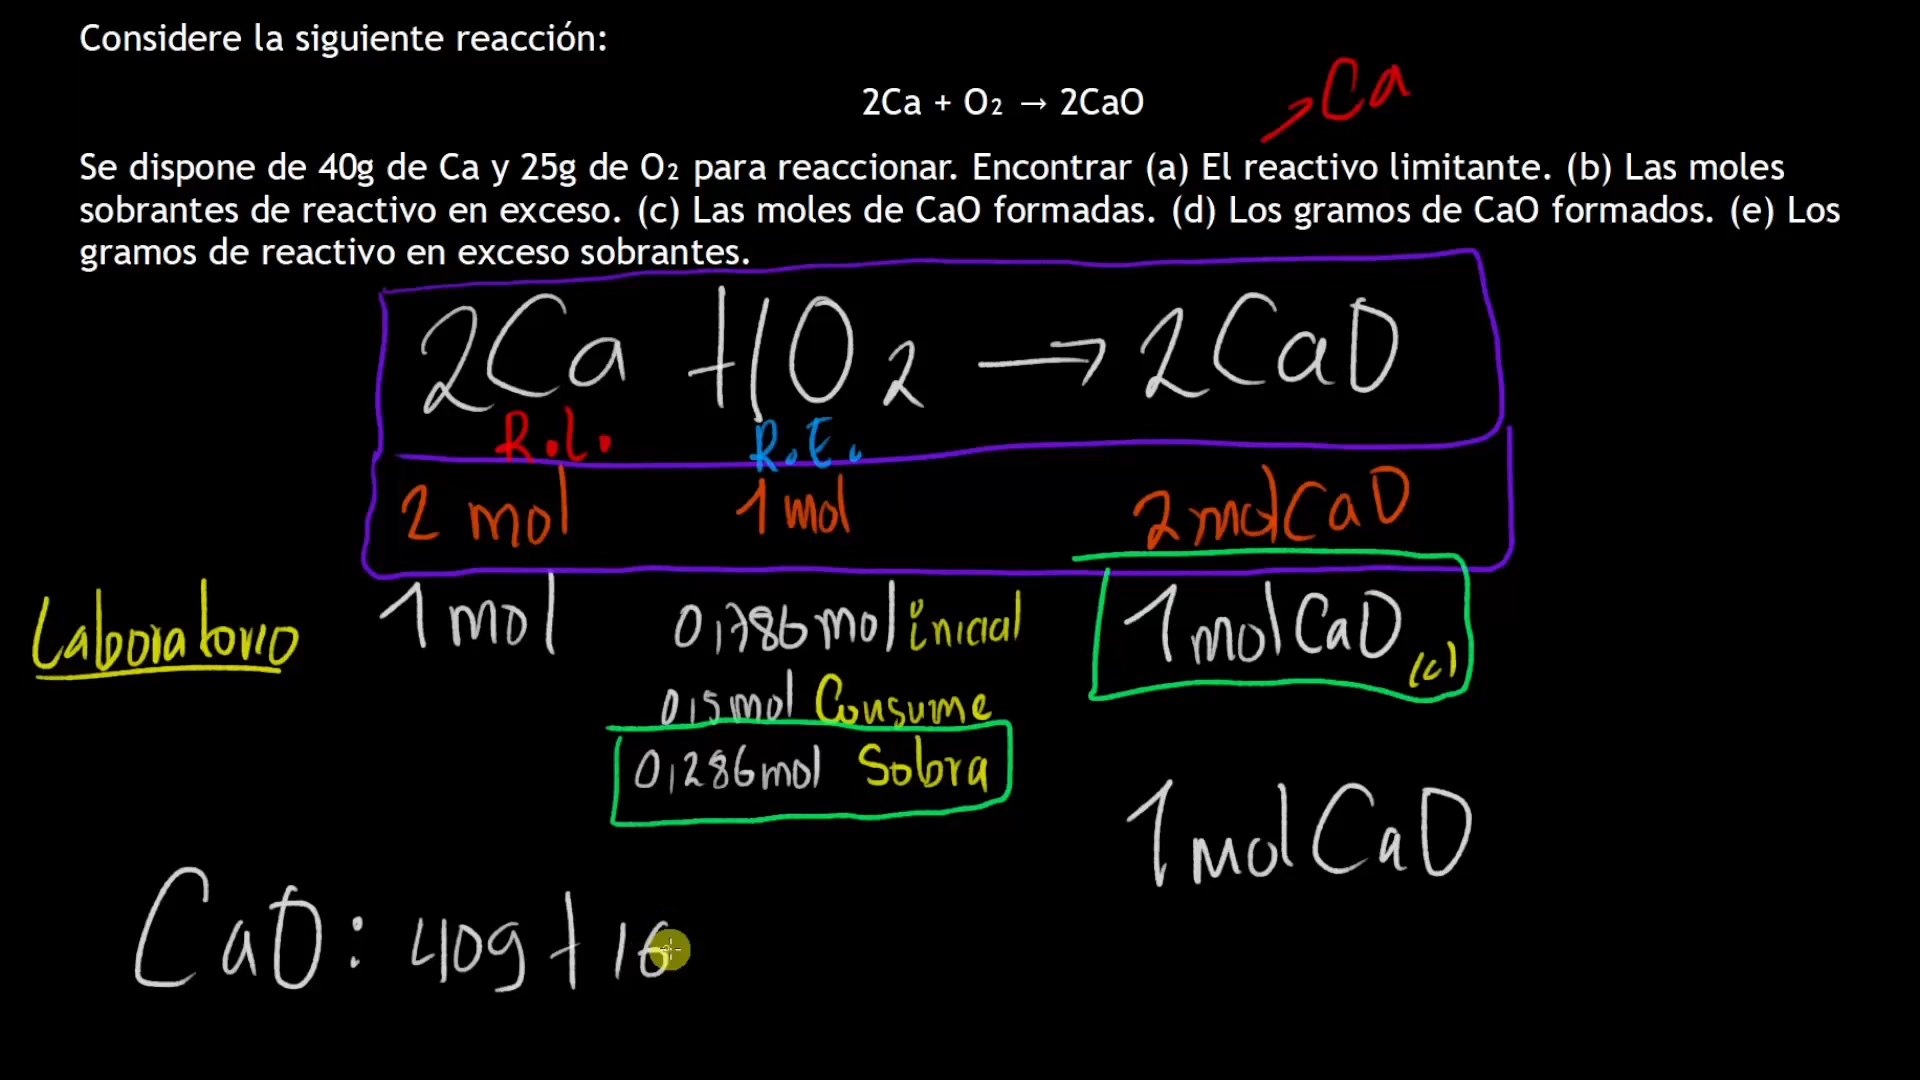 Considere la siguiente reacción:
2Ca + O₂ → 2CaO
Ca
Se dispone de 40g de Ca y 25g de O₂ para reaccionar. Encontrar (a) El reactivo limitante. (b) Las moles
sobrantes de reactivo en exceso. (c) Las moles de CaO formadas. (d) Los gramos de CaO formados. (e) Los
gramos de reactivo en exceso sobrantes.
2Ca + 1O₂ → 2CaO
R.L. R.E.
2 mol 1 mol 2 mol CaO
Laboratorio 1 mol 0,786 mol inicial 1 mol CaO (c)
0,5 mol Consume
0,286 mol Sobra
1 mol CaO
CaO: 40g + 16